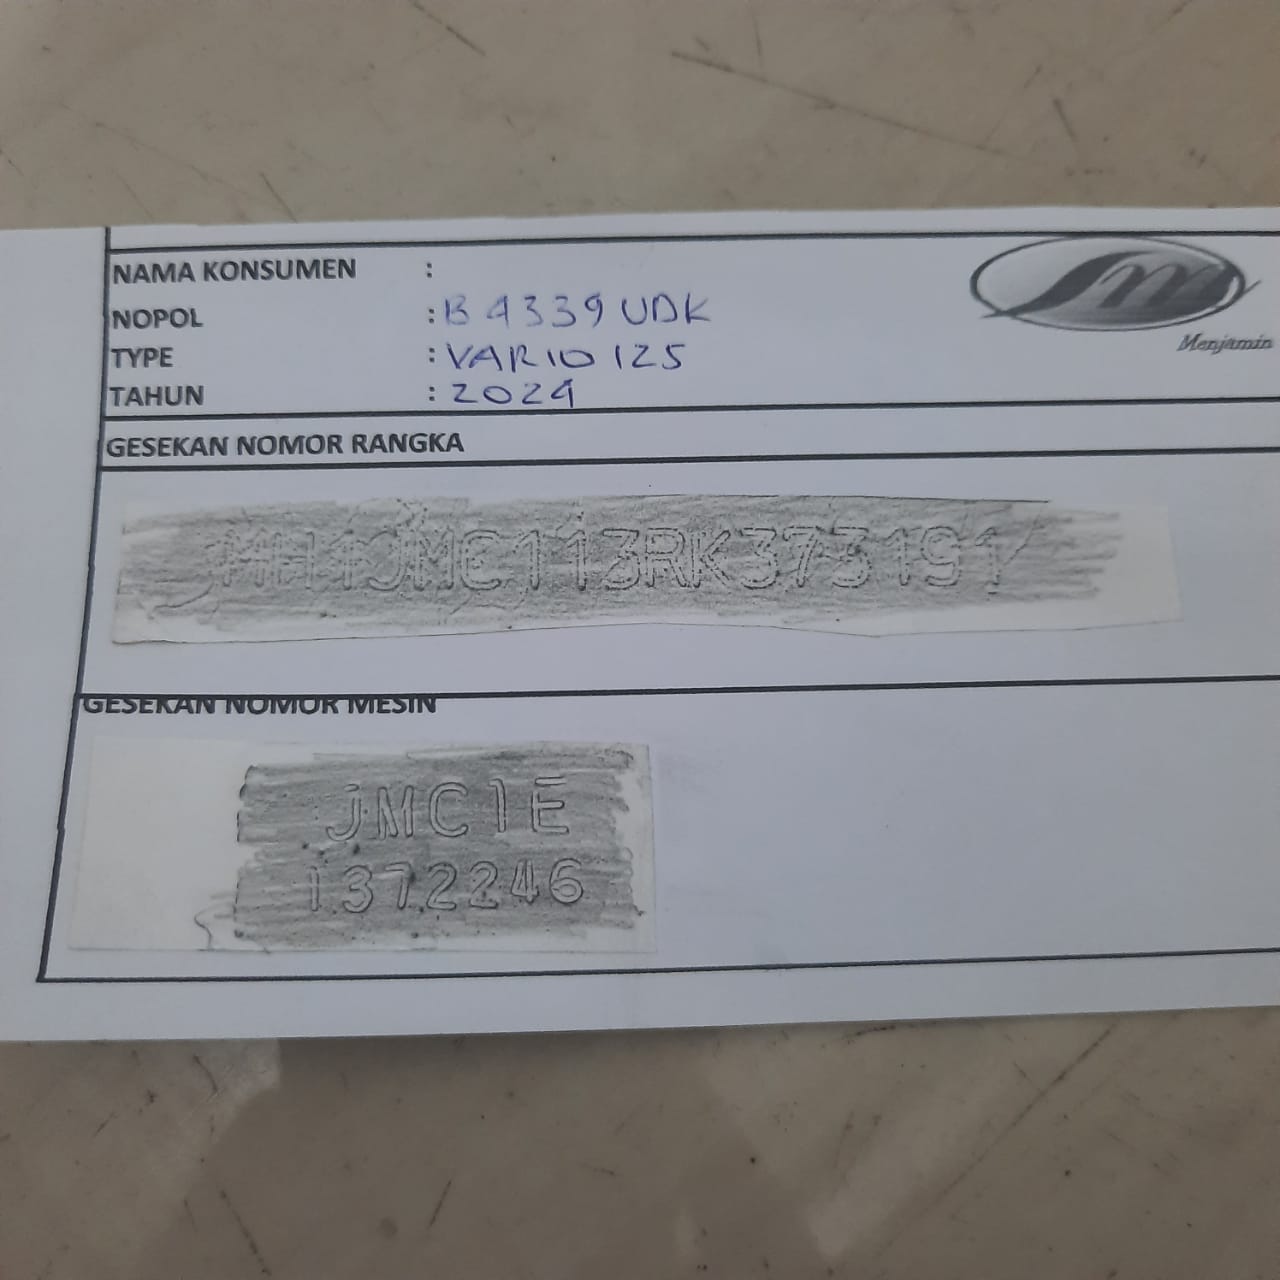 NAMA KONSUMEN :
NOPOL : B 4339 UDK
TYPE : VARIO 125
TAHUN : 2024
Menjamin
GESEKAN NOMOR RANGKA
MH1JMC113RK373191
GESEKAN NOMOR MESIN
JMC1E
1372246